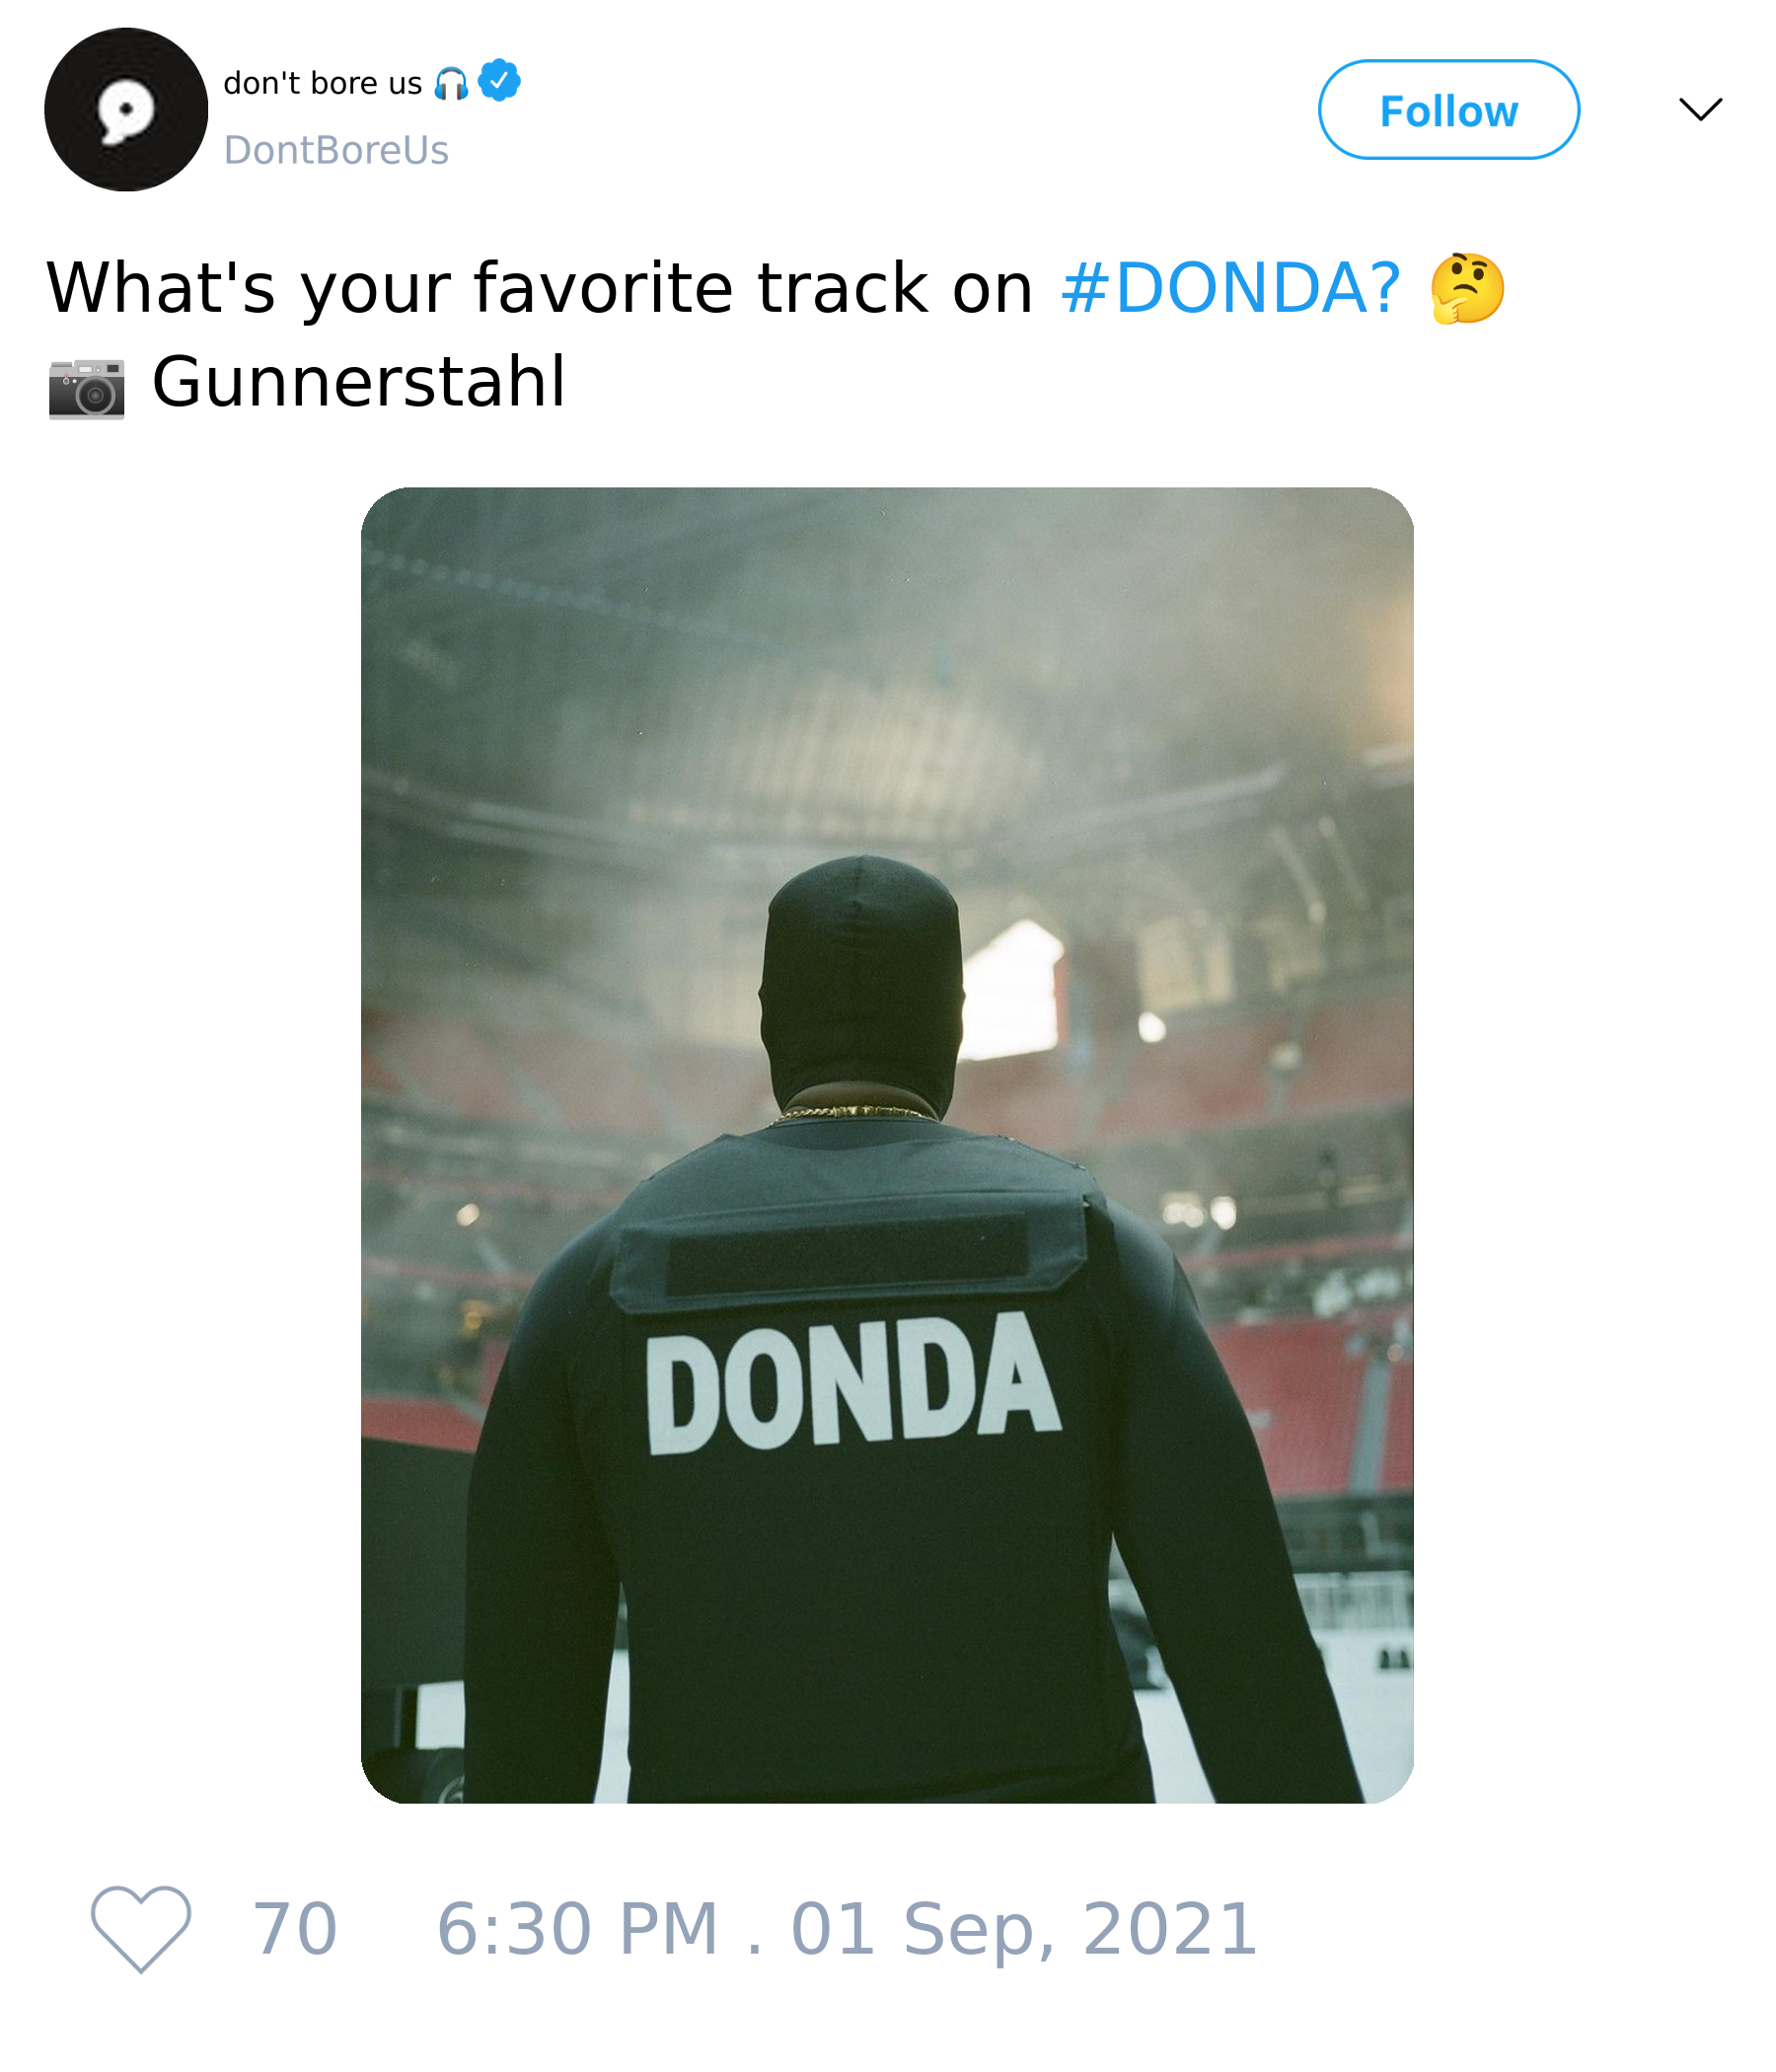 don't bore us 🎧
DontBoreUs
Follow
What's your favorite track on #DONDA? 🤔
📷 Gunnerstahl
DONDA
70 6:30 PM . 01 Sep, 2021